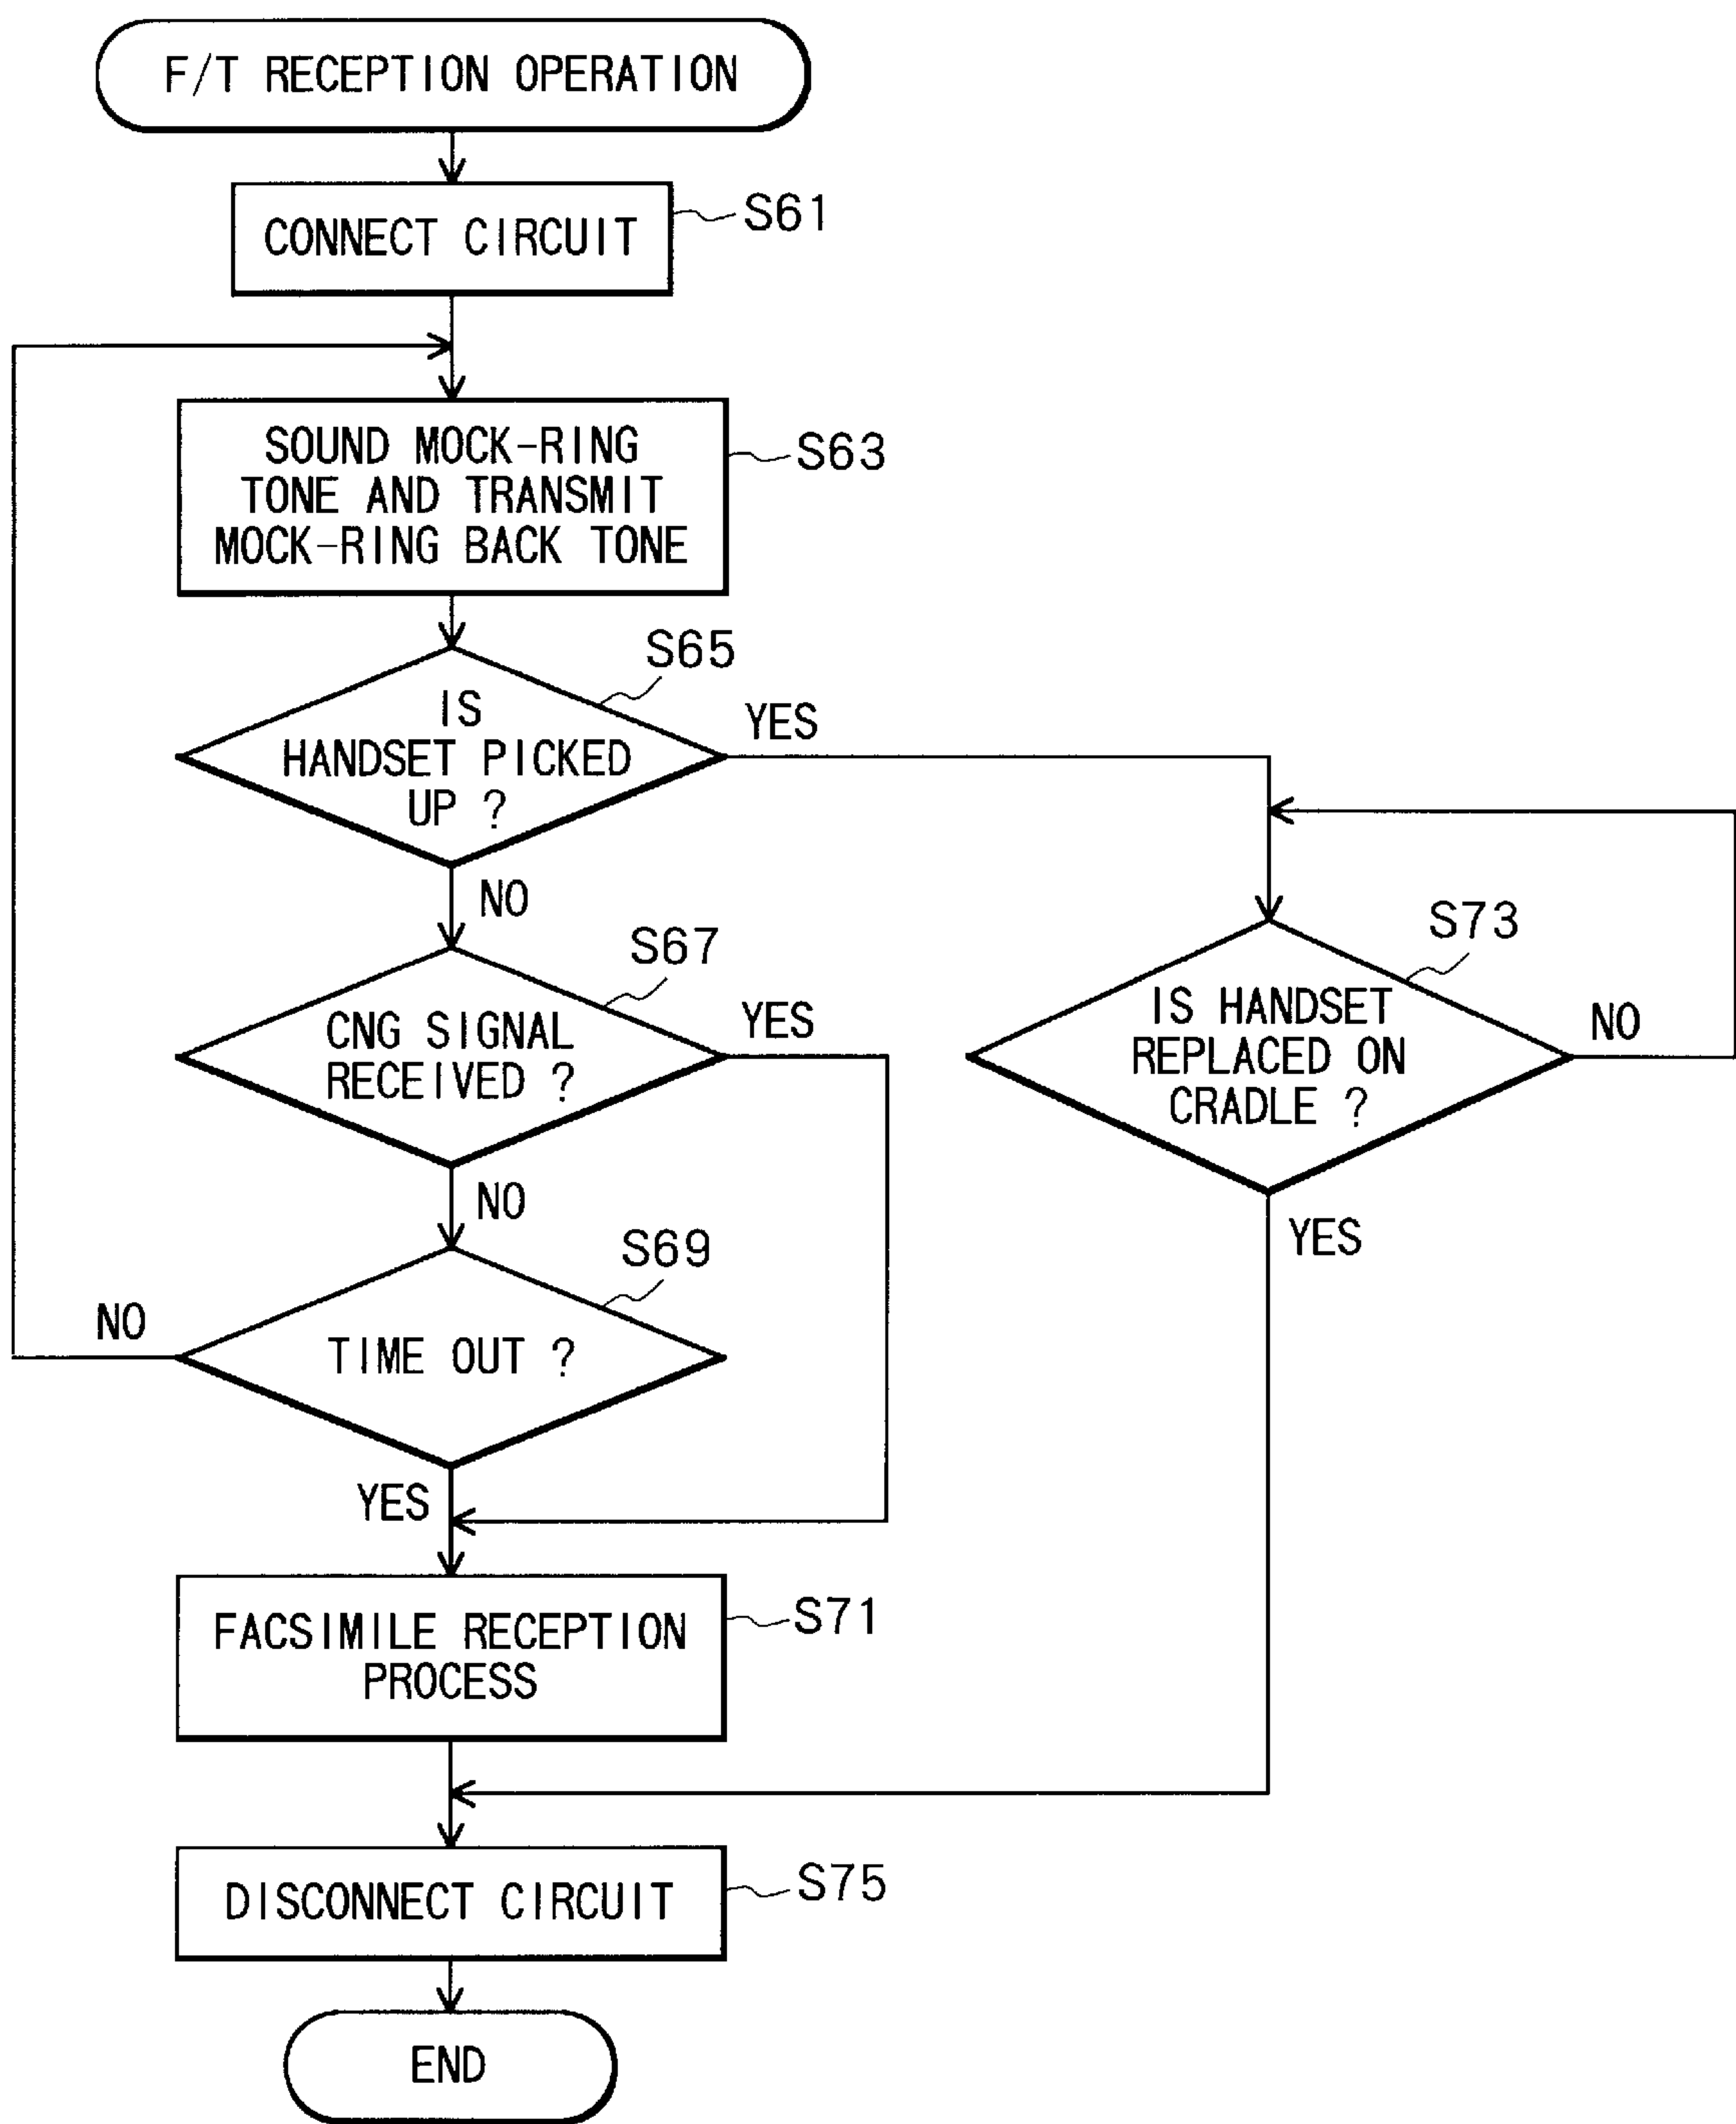 F/T RECEPTION OPERATION
CONNECT CIRCUIT
S61
SOUND MOCK-RING
TONE AND TRANSMIT
MOCK-RING BACK TONE
S63
S65
IS
HANDSET PICKED
UP ?
YES
NO
S67
CNG SIGNAL
RECEIVED ?
YES
NO
S73
IS HANDSET
REPLACED ON
CRADLE ?
NO
YES
S69
TIME OUT ?
NO
YES
FACSIMILE RECEPTION
PROCESS
S71
DISCONNECT CIRCUIT
S75
END